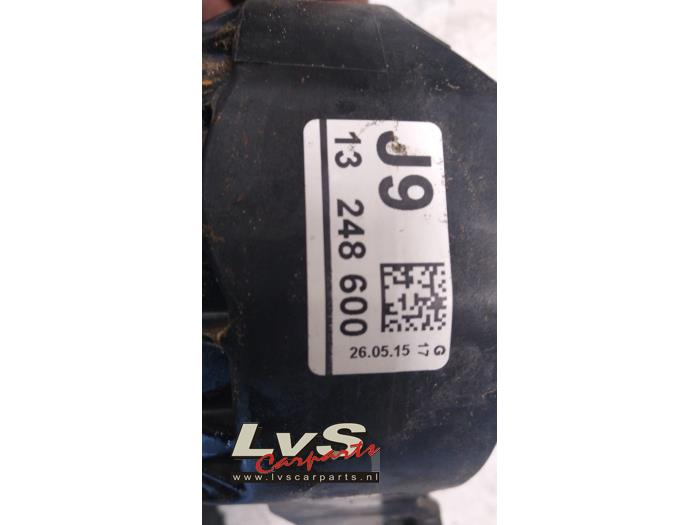 J9
13 248 600
26.05.15
17
G
LvS
Carparts
www.lvscarparts.nl